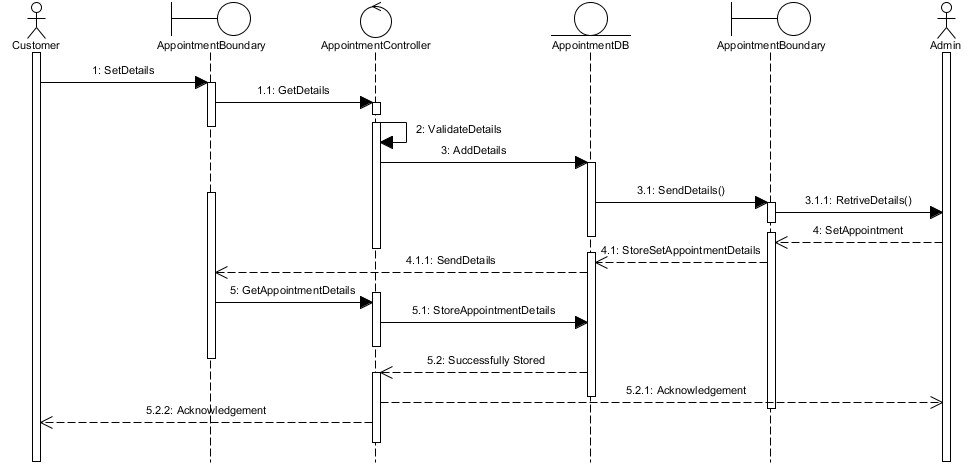 Customer
AppointmentBoundary
AppointmentController
AppointmentDB
AppointmentBoundary
Admin
1: SetDetails
1.1: GetDetails
2: ValidateDetails
3: AddDetails
3.1: SendDetails()
3.1.1: RetriveDetails()
4: SetAppointment
4.1: StoreSetAppointmentDetails
4.1.1: SendDetails
5: GetAppointmentDetails
5.1: StoreAppointmentDetails
5.2: Successfully Stored
5.2.1: Acknowledgement
5.2.2: Acknowledgement